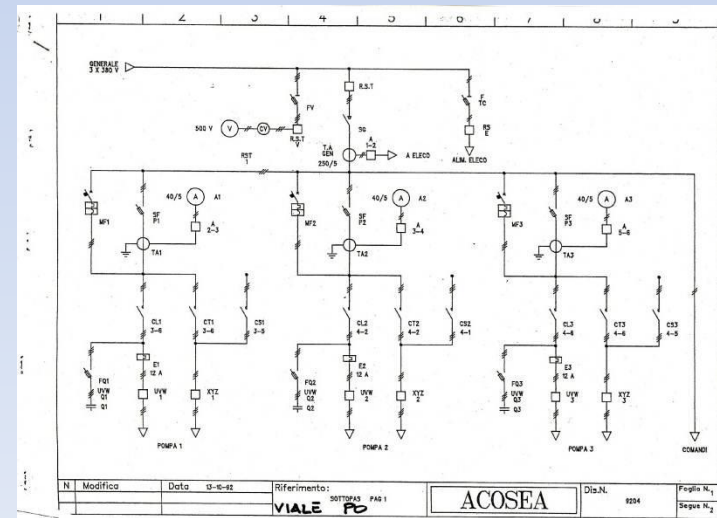 1 2 3 4 5 6 7 8 9
GENERALE
3 X 380 V
R.S.T
F
TC
FV
500 V V CV
R.S.T
V
SG
RS
E
T.A
GEN
250/5
A
1-2
A ELECO
ALIM. ELECO
RST
1
40/5 A A1
40/5 A A2
40/5 A A3
MF1
SF
P1
A
2-3
MF2
SF
P2
A
3-4
MF3
SF
P3
A
5-6
TA1
TA2
TA3
CL1
3-6
CT1
3-6
CS1
3-5
CL2
4-2
CT2
4-2
CS2
4-1
CL3
4-6
CT3
4-6
CS3
4-5
E1
12 A
E2
12 A
E3
12 A
FQ1
UVW
Q1
Q1
UVW
1
XYZ
1
FQ2
UVW
Q2
Q2
UVW
2
XYZ
2
FQ3
UVW
Q3
Q3
UVW
3
XYZ
3
POMPA 1
POMPA 2
POMPA 3
COMANDI
N Modifica Data 13-10-92 Riferimento:
SOTTOPAS PAG 1
VIALE PO
ACOSEA
Dis.N.
9204
Foglio N. 1
Segue N. 2